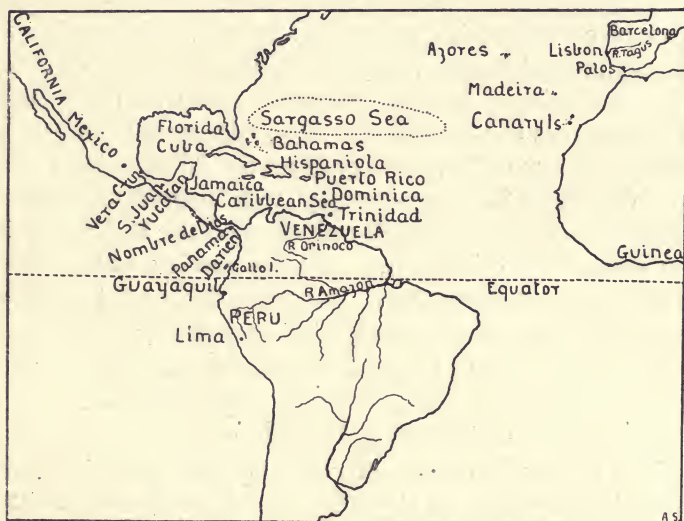 CALIFORNIA
Mexico
Vera Cruz
S. Juan
Yucatan
Nombre de Dios
Panama
Darien
Florida
Cuba
Jamaica
Caribbean Sea
Sargasso Sea
Bahamas
Hispaniola
Puerto Rico
Dominica
Trinidad
VENEZUELA
R Orinoco
Gallo I.
Guayaquil
R Amazon
Equator
PERU
Lima
Azores
Madeira
Canary Is
Lisbon
Barcelona
R. Tagus
Palos
Guinea
A S.